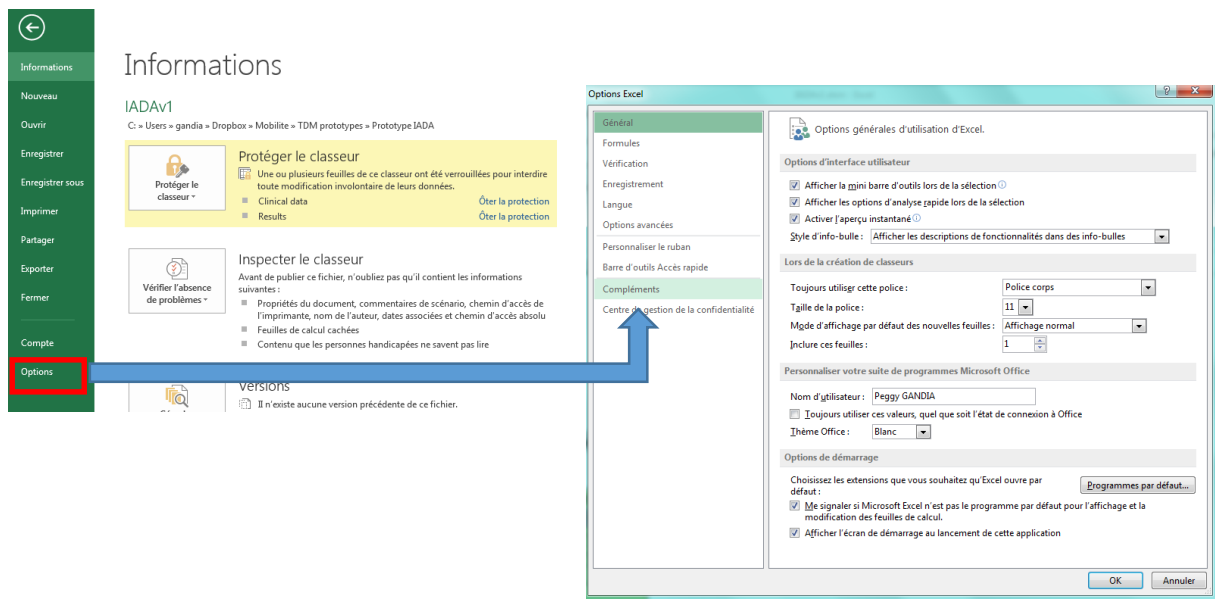 Informations
Nouveau
Ouvrir
Enregistrer
Enregistrer sous
Imprimer
Partager
Exporter
Fermer
Compte
Options
Informations
IADAv1
C: » Users » gandia » Dropbox » Mobilite » TDM prototypes » Prototype IADA
Protéger le
classeur
Protéger le classeur
Une ou plusieurs feuilles de ce classeur ont été verrouillées pour interdire
toute modification involontaire de leurs données.
Clinical data Ôter la protection
Results Ôter la protection
Vérifier l'absence
de problèmes
Inspecter le classeur
Avant de publier ce fichier, n'oubliez pas qu'il contient les informations
suivantes :
Propriétés du document, commentaires de scénario, chemin d'accès de
l'imprimante, nom de l'auteur, dates associées et chemin d'accès absolu
Feuilles de calcul cachées
Contenu que les personnes handicapées ne savent pas lire
Versions
Il n'existe aucune version précédente de ce fichier.
Options Excel
Général
Formules
Vérification
Enregistrement
Langue
Options avancées
Personnaliser le ruban
Barre d'outils Accès rapide
Compléments
Centre de gestion de la confidentialité
Options générales d'utilisation d'Excel.
Options d'interface utilisateur
Afficher la mini barre d'outils lors de la sélection
Afficher les options d'analyse rapide lors de la sélection
Activer l'aperçu instantané
Style d'info-bulle : Afficher les descriptions de fonctionnalités dans des info-bulles
Lors de la création de classeurs
Toujours utiliser cette police : Police corps
Taille de la police : 11
Mode d'affichage par défaut des nouvelles feuilles : Affichage normal
Inclure ces feuilles : 1
Personnaliser votre suite de programmes Microsoft Office
Nom d'utilisateur : Peggy GANDIA
Toujours utiliser ces valeurs, quel que soit l'état de connexion à Office
Thème Office : Blanc
Options de démarrage
Choisissez les extensions que vous souhaitez qu'Excel ouvre par
défaut : Programmes par défaut...
Me signaler si Microsoft Excel n'est pas le programme par défaut pour l'affichage et la
modification des feuilles de calcul.
Afficher l'écran de démarrage au lancement de cette application
OK Annuler